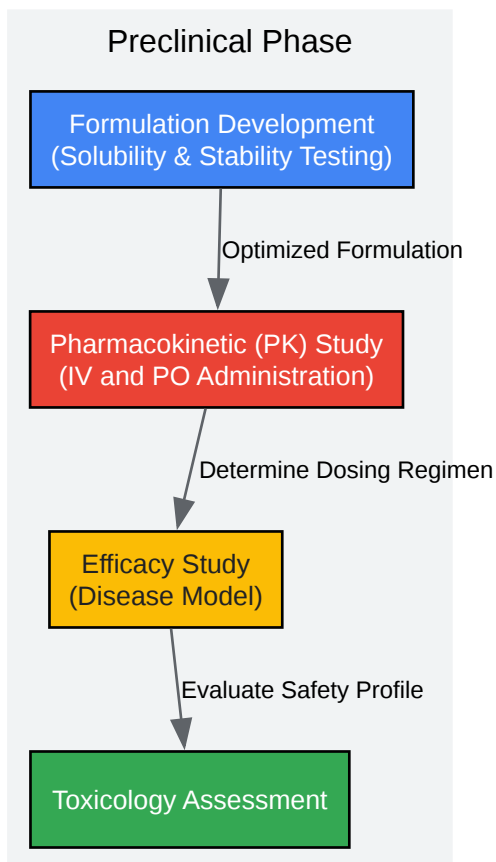 Preclinical Phase
Formulation Development
(Solubility & Stability Testing)
Optimized Formulation
Pharmacokinetic (PK) Study
(IV and PO Administration)
Determine Dosing Regimen
Efficacy Study
(Disease Model)
Evaluate Safety Profile
Toxicology Assessment